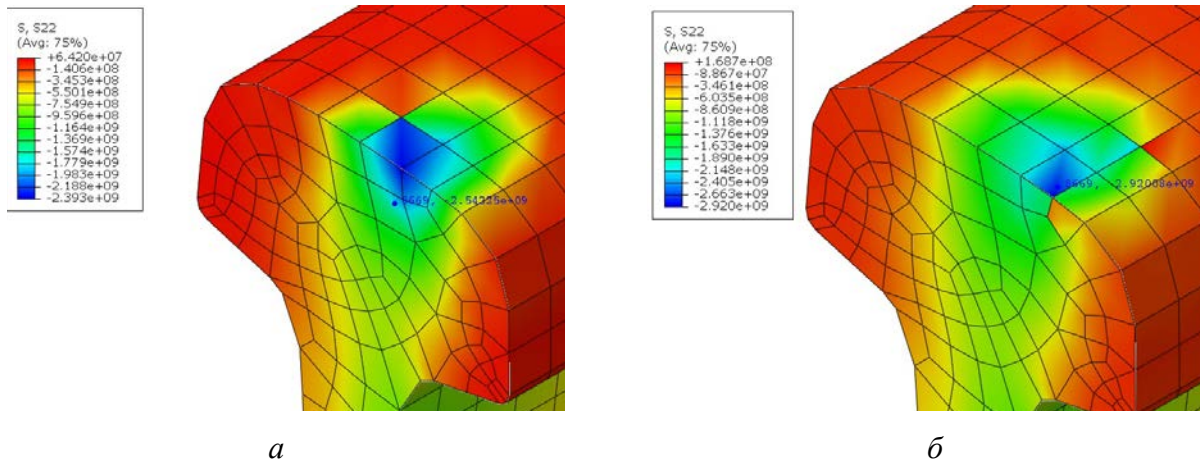 S, S22
(Avg: 75%)
+6.420e+07
-1.406e+08
-3.453e+08
-5.501e+08
-7.549e+08
-9.596e+08
-1.164e+09
-1.369e+09
-1.574e+09
-1.779e+09
-1.983e+09
-2.188e+09
-2.393e+09
8669, -2.54225e+09
а
S, S22
(Avg: 75%)
+1.687e+08
-8.867e+07
-3.461e+08
-6.035e+08
-8.609e+08
-1.118e+09
-1.376e+09
-1.633e+09
-1.890e+09
-2.148e+09
-2.405e+09
-2.663e+09
-2.920e+09
8669, -2.92008e+09
б